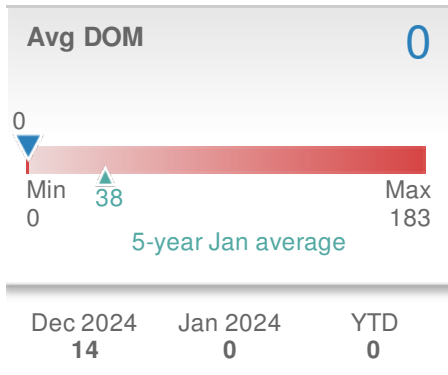 Avg DOM 0
0
Min Max
38
0 183
5-year Jan average
Dec 2024 Jan 2024 YTD
14 0 0